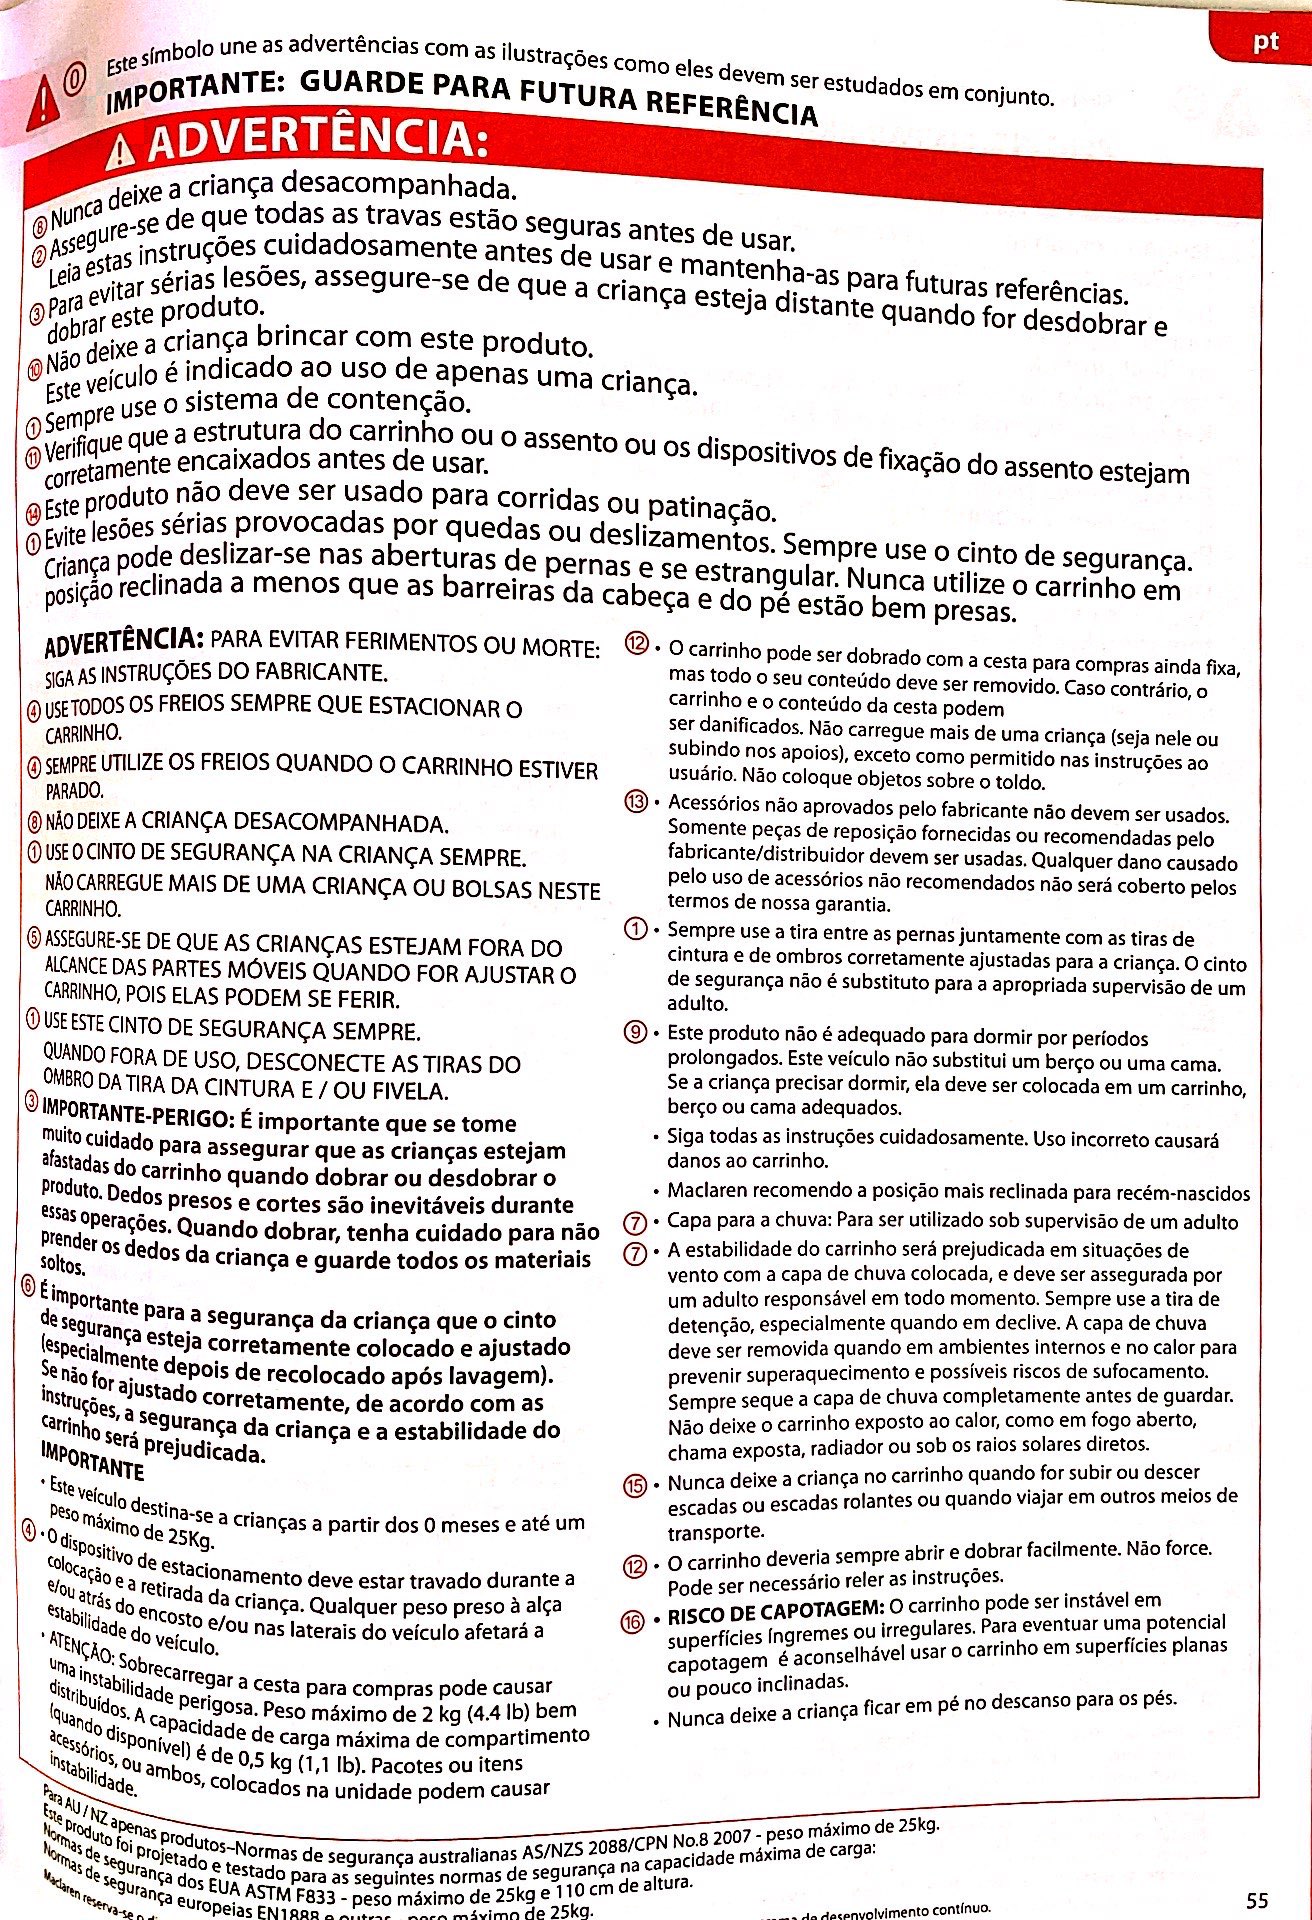 pt
⓪ Este símbolo une as advertências com as ilustrações como eles devem ser estudados em conjunto.
IMPORTANTE: GUARDE PARA FUTURA REFERÊNCIA
ADVERTÊNCIA:
⑧ Nunca deixe a criança desacompanhada.
② Assegure-se de que todas as travas estão seguras antes de usar.
Leia estas instruções cuidadosamente antes de usar e mantenha-as para futuras referências.
③ Para evitar sérias lesões, assegure-se de que a criança esteja distante quando for desdobrar e
dobrar este produto.
⑩ Não deixe a criança brincar com este produto.
Este veículo é indicado ao uso de apenas uma criança.
① Sempre use o sistema de contenção.
⑪ Verifique que a estrutura do carrinho ou o assento ou os dispositivos de fixação do assento estejam
corretamente encaixados antes de usar.
⑭ Este produto não deve ser usado para corridas ou patinação.
① Evite lesões sérias provocadas por quedas ou deslizamentos. Sempre use o cinto de segurança.
Criança pode deslizar-se nas aberturas de pernas e se estrangular. Nunca utilize o carrinho em
posição reclinada a menos que as barreiras da cabeça e do pé estão bem presas.
ADVERTÊNCIA: PARA EVITAR FERIMENTOS OU MORTE:
SIGA AS INSTRUÇÕES DO FABRICANTE.
④ USE TODOS OS FREIOS SEMPRE QUE ESTACIONAR O
CARRINHO.
④ SEMPRE UTILIZE OS FREIOS QUANDO O CARRINHO ESTIVER
PARADO.
⑧ NÃO DEIXE A CRIANÇA DESACOMPANHADA.
① USE O CINTO DE SEGURANÇA NA CRIANÇA SEMPRE.
NÃO CARREGUE MAIS DE UMA CRIANÇA OU BOLSAS NESTE
CARRINHO.
⑤ ASSEGURE-SE DE QUE AS CRIANÇAS ESTEJAM FORA DO
ALCANCE DAS PARTES MÓVEIS QUANDO FOR AJUSTAR O
CARRINHO, POIS ELAS PODEM SE FERIR.
① USE ESTE CINTO DE SEGURANÇA SEMPRE.
QUANDO FORA DE USO, DESCONECTE AS TIRAS DO
OMBRO DA TIRA DA CINTURA E / OU FIVELA.
③ IMPORTANTE-PERIGO: É importante que se tome
muito cuidado para assegurar que as crianças estejam
afastadas do carrinho quando dobrar ou desdobrar o
produto. Dedos presos e cortes são inevitáveis durante
essas operações. Quando dobrar, tenha cuidado para não
prender os dedos da criança e guarde todos os materiais
soltos.
⑥ É importante para a segurança da criança que o cinto
de segurança esteja corretamente colocado e ajustado
(especialmente depois de recolocado após lavagem).
Se não for ajustado corretamente, de acordo com as
instruções, a segurança da criança e a estabilidade do
carrinho será prejudicada.
IMPORTANTE
• Este veículo destina-se a crianças a partir dos 0 meses e até um
peso máximo de 25Kg.
④ • O dispositivo de estacionamento deve estar travado durante a
colocação e a retirada da criança. Qualquer peso preso à alça
e/ou atrás do encosto e/ou nas laterais do veículo afetará a
estabilidade do veículo.
• ATENÇÃO: Sobrecarregar a cesta para compras pode causar
uma instabilidade perigosa. Peso máximo de 2 kg (4.4 lb) bem
distribuídos. A capacidade de carga máxima de compartimento
(quando disponível) é de 0,5 kg (1,1 lb). Pacotes ou itens
acessórios, ou ambos, colocados na unidade podem causar
instabilidade.
⑫ • O carrinho pode ser dobrado com a cesta para compras ainda fixa,
mas todo o seu conteúdo deve ser removido. Caso contrário, o
carrinho e o conteúdo da cesta podem
ser danificados. Não carregue mais de uma criança (seja nele ou
subindo nos apoios), exceto como permitido nas instruções ao
usuário. Não coloque objetos sobre o toldo.
⑬ • Acessórios não aprovados pelo fabricante não devem ser usados.
Somente peças de reposição fornecidas ou recomendadas pelo
fabricante/distribuidor devem ser usadas. Qualquer dano causado
pelo uso de acessórios não recomendados não será coberto pelos
termos de nossa garantia.
① • Sempre use a tira entre as pernas juntamente com as tiras de
cintura e de ombros corretamente ajustadas para a criança. O cinto
de segurança não é substituto para a apropriada supervisão de um
adulto.
⑨ • Este produto não é adequado para dormir por períodos
prolongados. Este veículo não substitui um berço ou uma cama.
Se a criança precisar dormir, ela deve ser colocada em um carrinho,
berço ou cama adequados.
• Siga todas as instruções cuidadosamente. Uso incorreto causará
danos ao carrinho.
• Maclaren recomendo a posição mais reclinada para recém-nascidos
⑦ • Capa para a chuva: Para ser utilizado sob supervisão de um adulto
⑦ • A estabilidade do carrinho será prejudicada em situações de
vento com a capa de chuva colocada, e deve ser assegurada por
um adulto responsável em todo momento. Sempre use a tira de
detenção, especialmente quando em declive. A capa de chuva
deve ser removida quando em ambientes internos e no calor para
prevenir superaquecimento e possíveis riscos de sufocamento.
Sempre seque a capa de chuva completamente antes de guardar.
Não deixe o carrinho exposto ao calor, como em fogo aberto,
chama exposta, radiador ou sob os raios solares diretos.
⑮ • Nunca deixe a criança no carrinho quando for subir ou descer
escadas ou escadas rolantes ou quando viajar em outros meios de
transporte.
⑫ • O carrinho deveria sempre abrir e dobrar facilmente. Não force.
Pode ser necessário reler as instruções.
⑯ • RISCO DE CAPOTAGEM: O carrinho pode ser instável em
superfícies íngremes ou irregulares. Para eventuar uma potencial
capotagem é aconselhável usar o carrinho em superfícies planas
ou pouco inclinadas.
• Nunca deixe a criança ficar em pé no descanso para os pés.
Para AU / NZ apenas produtos–Normas de segurança australianas AS/NZS 2088/CPN No.8 2007 - peso máximo de 25kg.
Este produto foi projetado e testado para as seguintes normas de segurança na capacidade máxima de carga:
Normas de segurança dos EUA ASTM F833 - peso máximo de 25kg e 110 cm de altura.
Normas de segurança europeias EN1888 e outras - peso máximo de 25kg.
Maclaren reserva-se o de desenvolvimento contínuo.
55